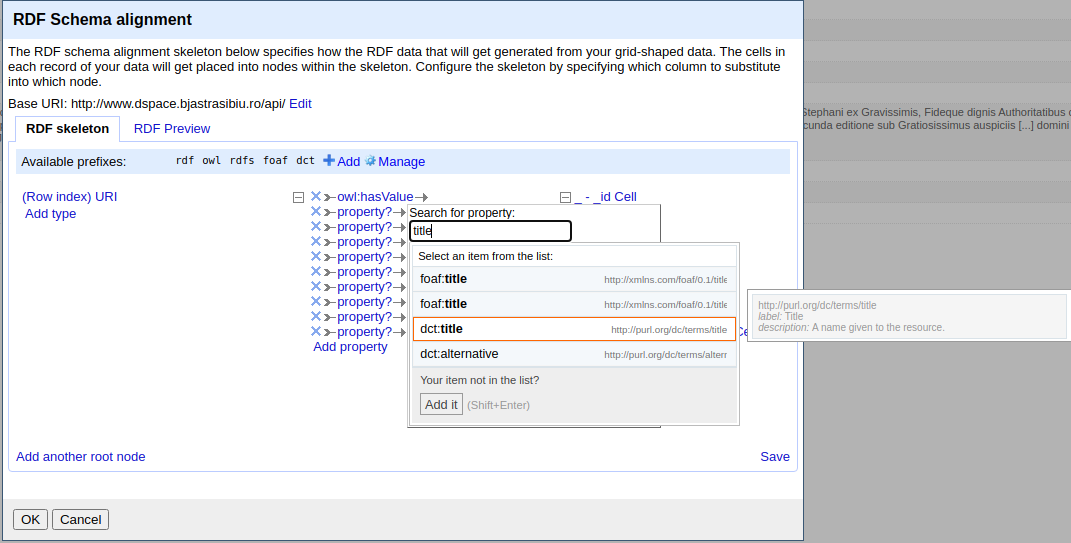 RDF Schema alignment
The RDF schema alignment skeleton below specifies how the RDF data that will get generated from your grid-shaped data. The cells in
each record of your data will get placed into nodes within the skeleton. Configure the skeleton by specifying which column to substitute
into which node.
Base URI: http://www.dspace.bjastrasibiu.ro/api/ Edit
Stephani ex Gravissimis, Fideque dignis Authoritatibus
cunda editione sub Gratiosissimus auspiciis [...] domini
RDF skeleton RDF Preview
Available prefixes: rdf owl rdfs foaf dct Add Manage
(Row index) URI
Add type
owl:hasValue
_ - _id Cell
property?
property?
property?
property?
property?
property?
property?
property?
property?
Add property
Search for property:
title
Select an item from the list:
foaf:title http://xmlns.com/foaf/0.1/title
foaf:title http://xmlns.com/foaf/0.1/title
dct:title http://purl.org/dc/terms/title
dct:alternative http://purl.org/dc/terms/altern
Your item not in the list?
Add it (Shift+Enter)
http://purl.org/dc/terms/title
label: Title
description: A name given to the resource.
Add another root node Save
OK Cancel